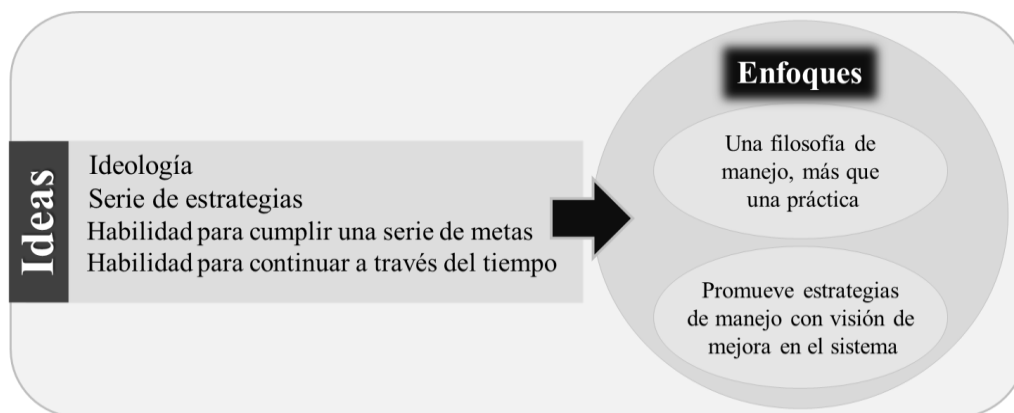 Ideas
Ideología
Serie de estrategias
Habilidad para cumplir una serie de metas
Habilidad para continuar a través del tiempo
Enfoques
Una filosofía de
manejo, más que
una práctica
Promueve estrategias
de manejo con visión de
mejora en el sistema